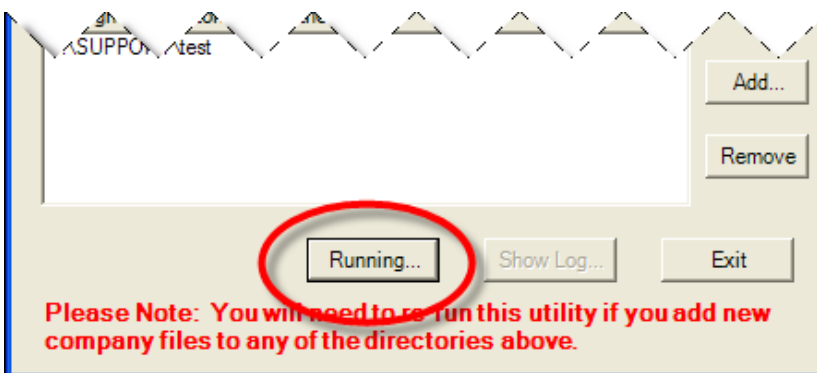 test
Add...
Remove
Running... Show Log... Exit
Please Note: You will need to re-run this utility if you add new
company files to any of the directories above.